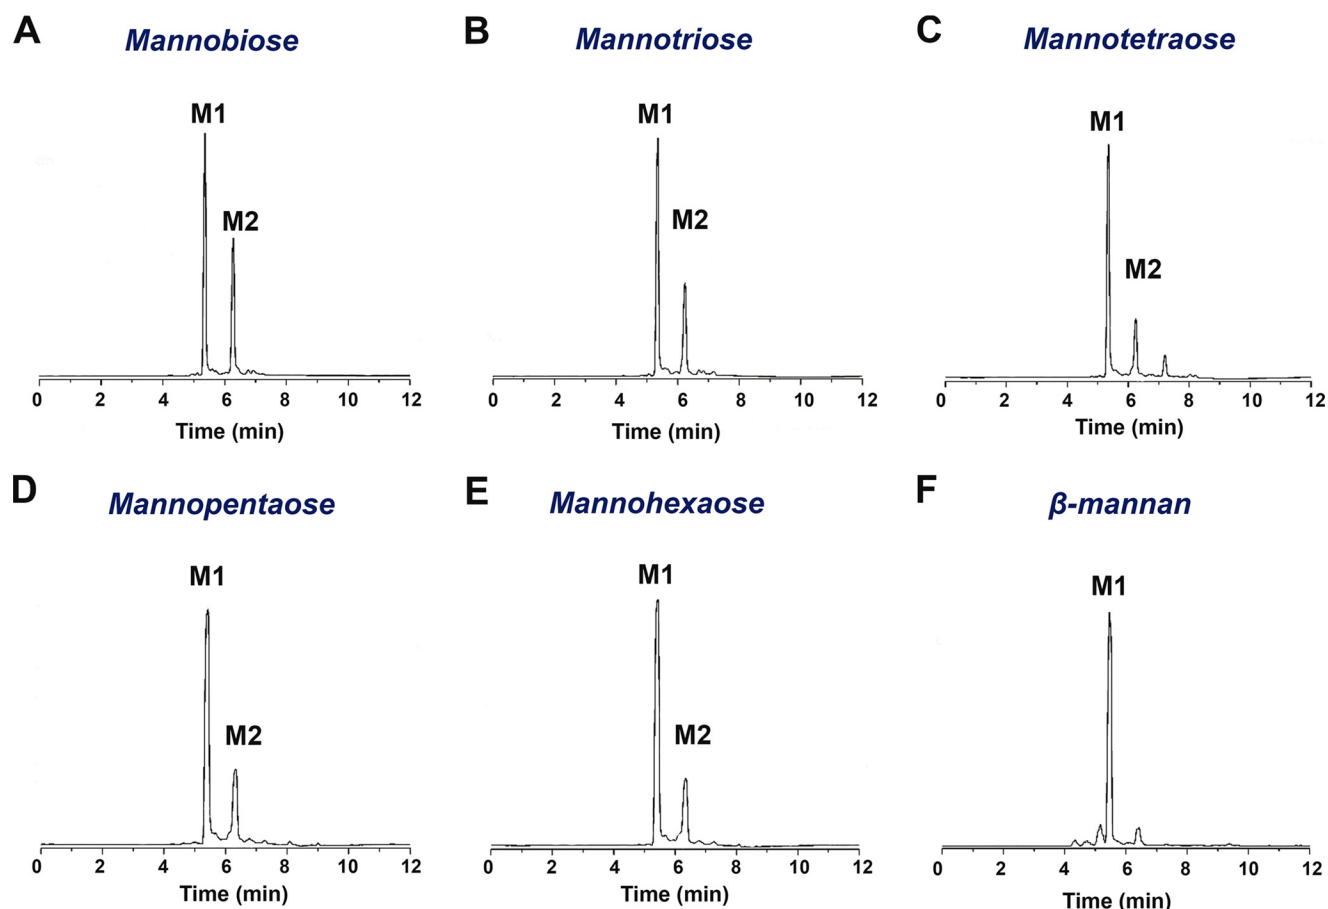 A Mannobiose
M1
M2
0 2 4 6 8 10 12
Time (min)
B Mannotriose
M1
M2
0 2 4 6 8 10 12
Time (min)
C Mannotetraose
M1
M2
0 2 4 6 8 10 12
Time (min)
D Mannopentaose
M1
M2
0 2 4 6 8 10 12
Time (min)
E Mannohexaose
M1
M2
0 2 4 6 8 10 12
Time (min)
F β-mannan
M1
0 2 4 6 8 10 12
Time (min)